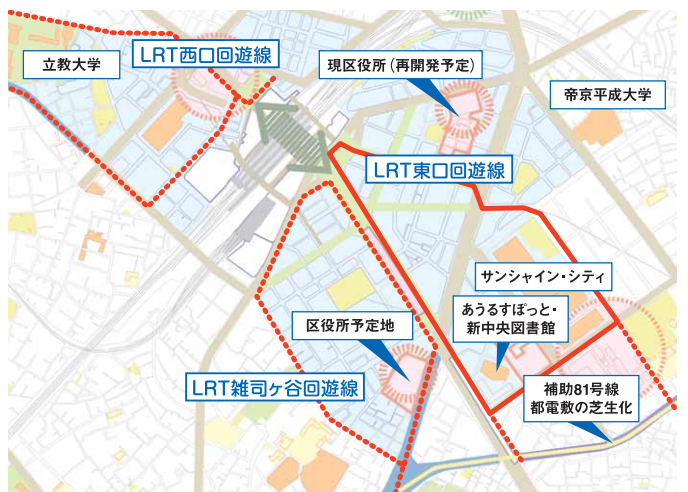 LRT西口回遊線
立教大学
現区役所(再開発予定)
帝京平成大学
LRT東口回遊線
サンシャイン・シティ
あうるすぽっと・
新中央図書館
区役所予定地
LRT雑司ヶ谷回遊線
補助81号線
都電敷の芝生化